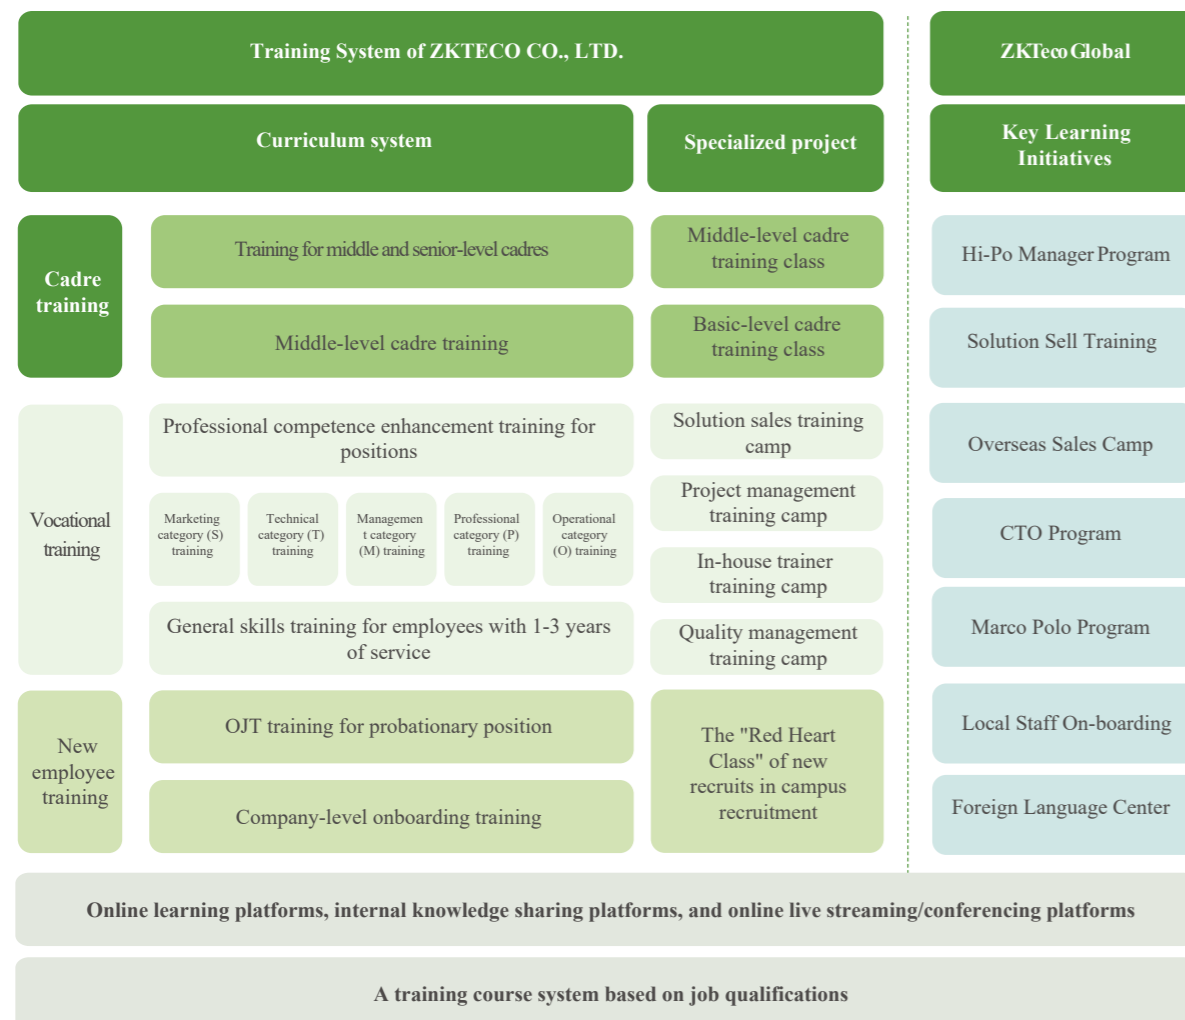 Training System of ZKTECO CO., LTD.
ZKTeco Global
Curriculum system
Specialized project
Key Learning
Initiatives
Cadre
training
Training for middle and senior-level cadres
Middle-level cadre
training class
Hi-Po Manager Program
Middle-level cadre training
Basic-level cadre
training class
Solution Sell Training
Vocational
training
Professional competence enhancement training for
positions
Solution sales training
camp
Overseas Sales Camp
Marketing
category (S)
training
Technical
category (T)
training
Managemen
t category
(M) training
Professional
category (P)
training
Operational
category
(O) training
Project management
training camp
In-house trainer
training camp
CTO Program
General skills training for employees with 1-3 years
of service
Quality management
training camp
Marco Polo Program
New
employee
training
OJT training for probationary position
Company-level onboarding training
The "Red Heart
Class" of new
recruits in campus
recruitment
Local Staff On-boarding
Foreign Language Center
Online learning platforms, internal knowledge sharing platforms, and online live streaming/conferencing platforms
A training course system based on job qualifications